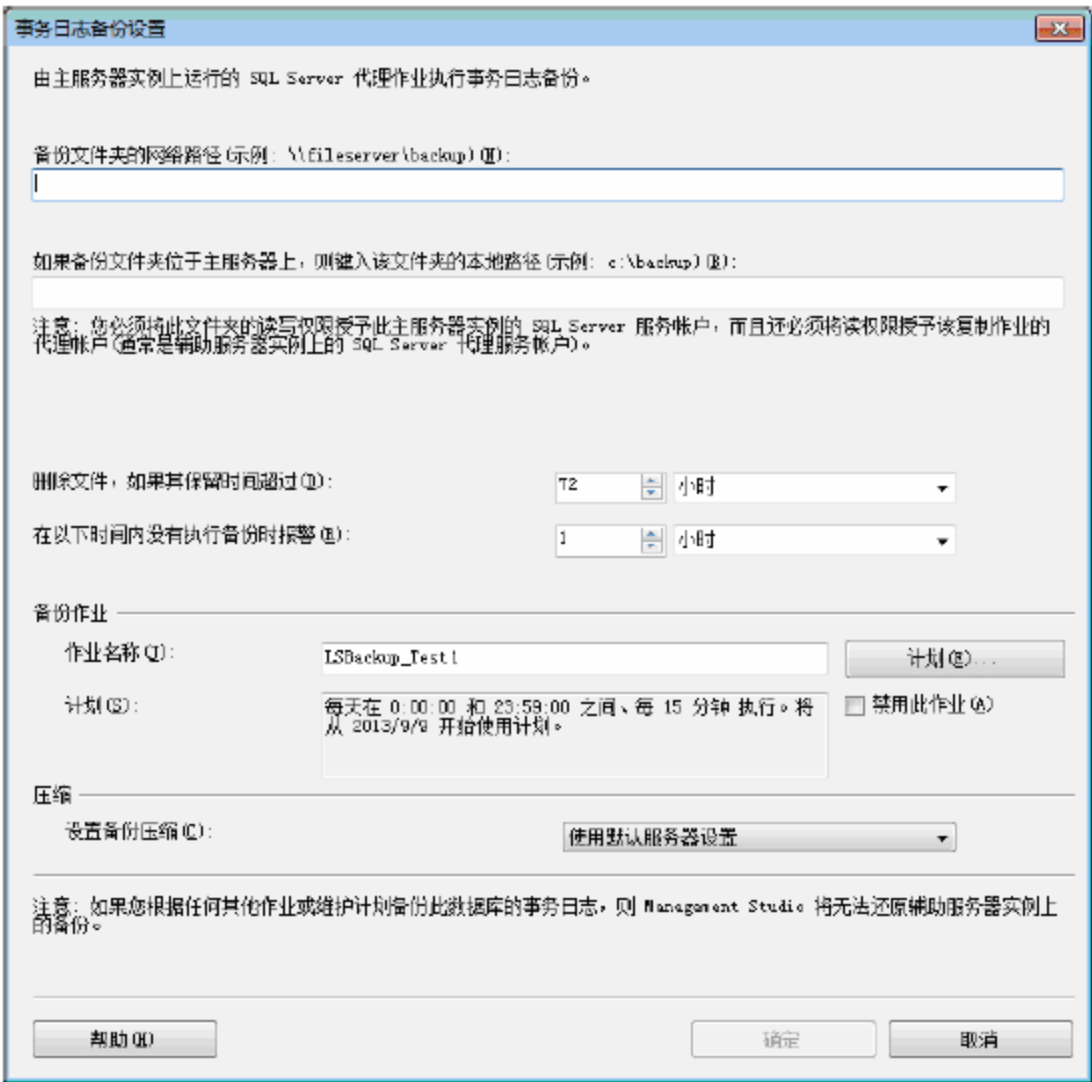 事务日志备份设置
由主服务器实例上运行的 SQL Server 代理作业执行事务日志备份。
备份文件夹的网络路径(示例: \\fileserver\backup)(N):
如果备份文件夹位于主服务器上，则键入该文件夹的本地路径(示例: c:\backup)(B):
注意: 您必须将此文件夹的读写权限授予此主服务器实例的 SQL Server 服务帐户，而且还必须将读权限授予该复制作业的
代理帐户(通常是辅助服务器实例上的 SQL Server 代理服务帐户)。
删除文件，如果其保留时间超过(D): 72 小时
在以下时间内没有执行备份时报警(E): 1 小时
备份作业
作业名称(J): LSBackup_Test1 计划(E)...
计划(S): 每天在 0:00:00 和 23:59:00 之间、每 15 分钟 执行。将 禁用此作业(A)
从 2013/9/9 开始使用计划。
压缩
设置备份压缩(C): 使用默认服务器设置
注意: 如果您根据任何其他作业或维护计划备份此数据库的事务日志，则 Management Studio 将无法还原辅助服务器实例上
的备份。
帮助(H) 确定 取消